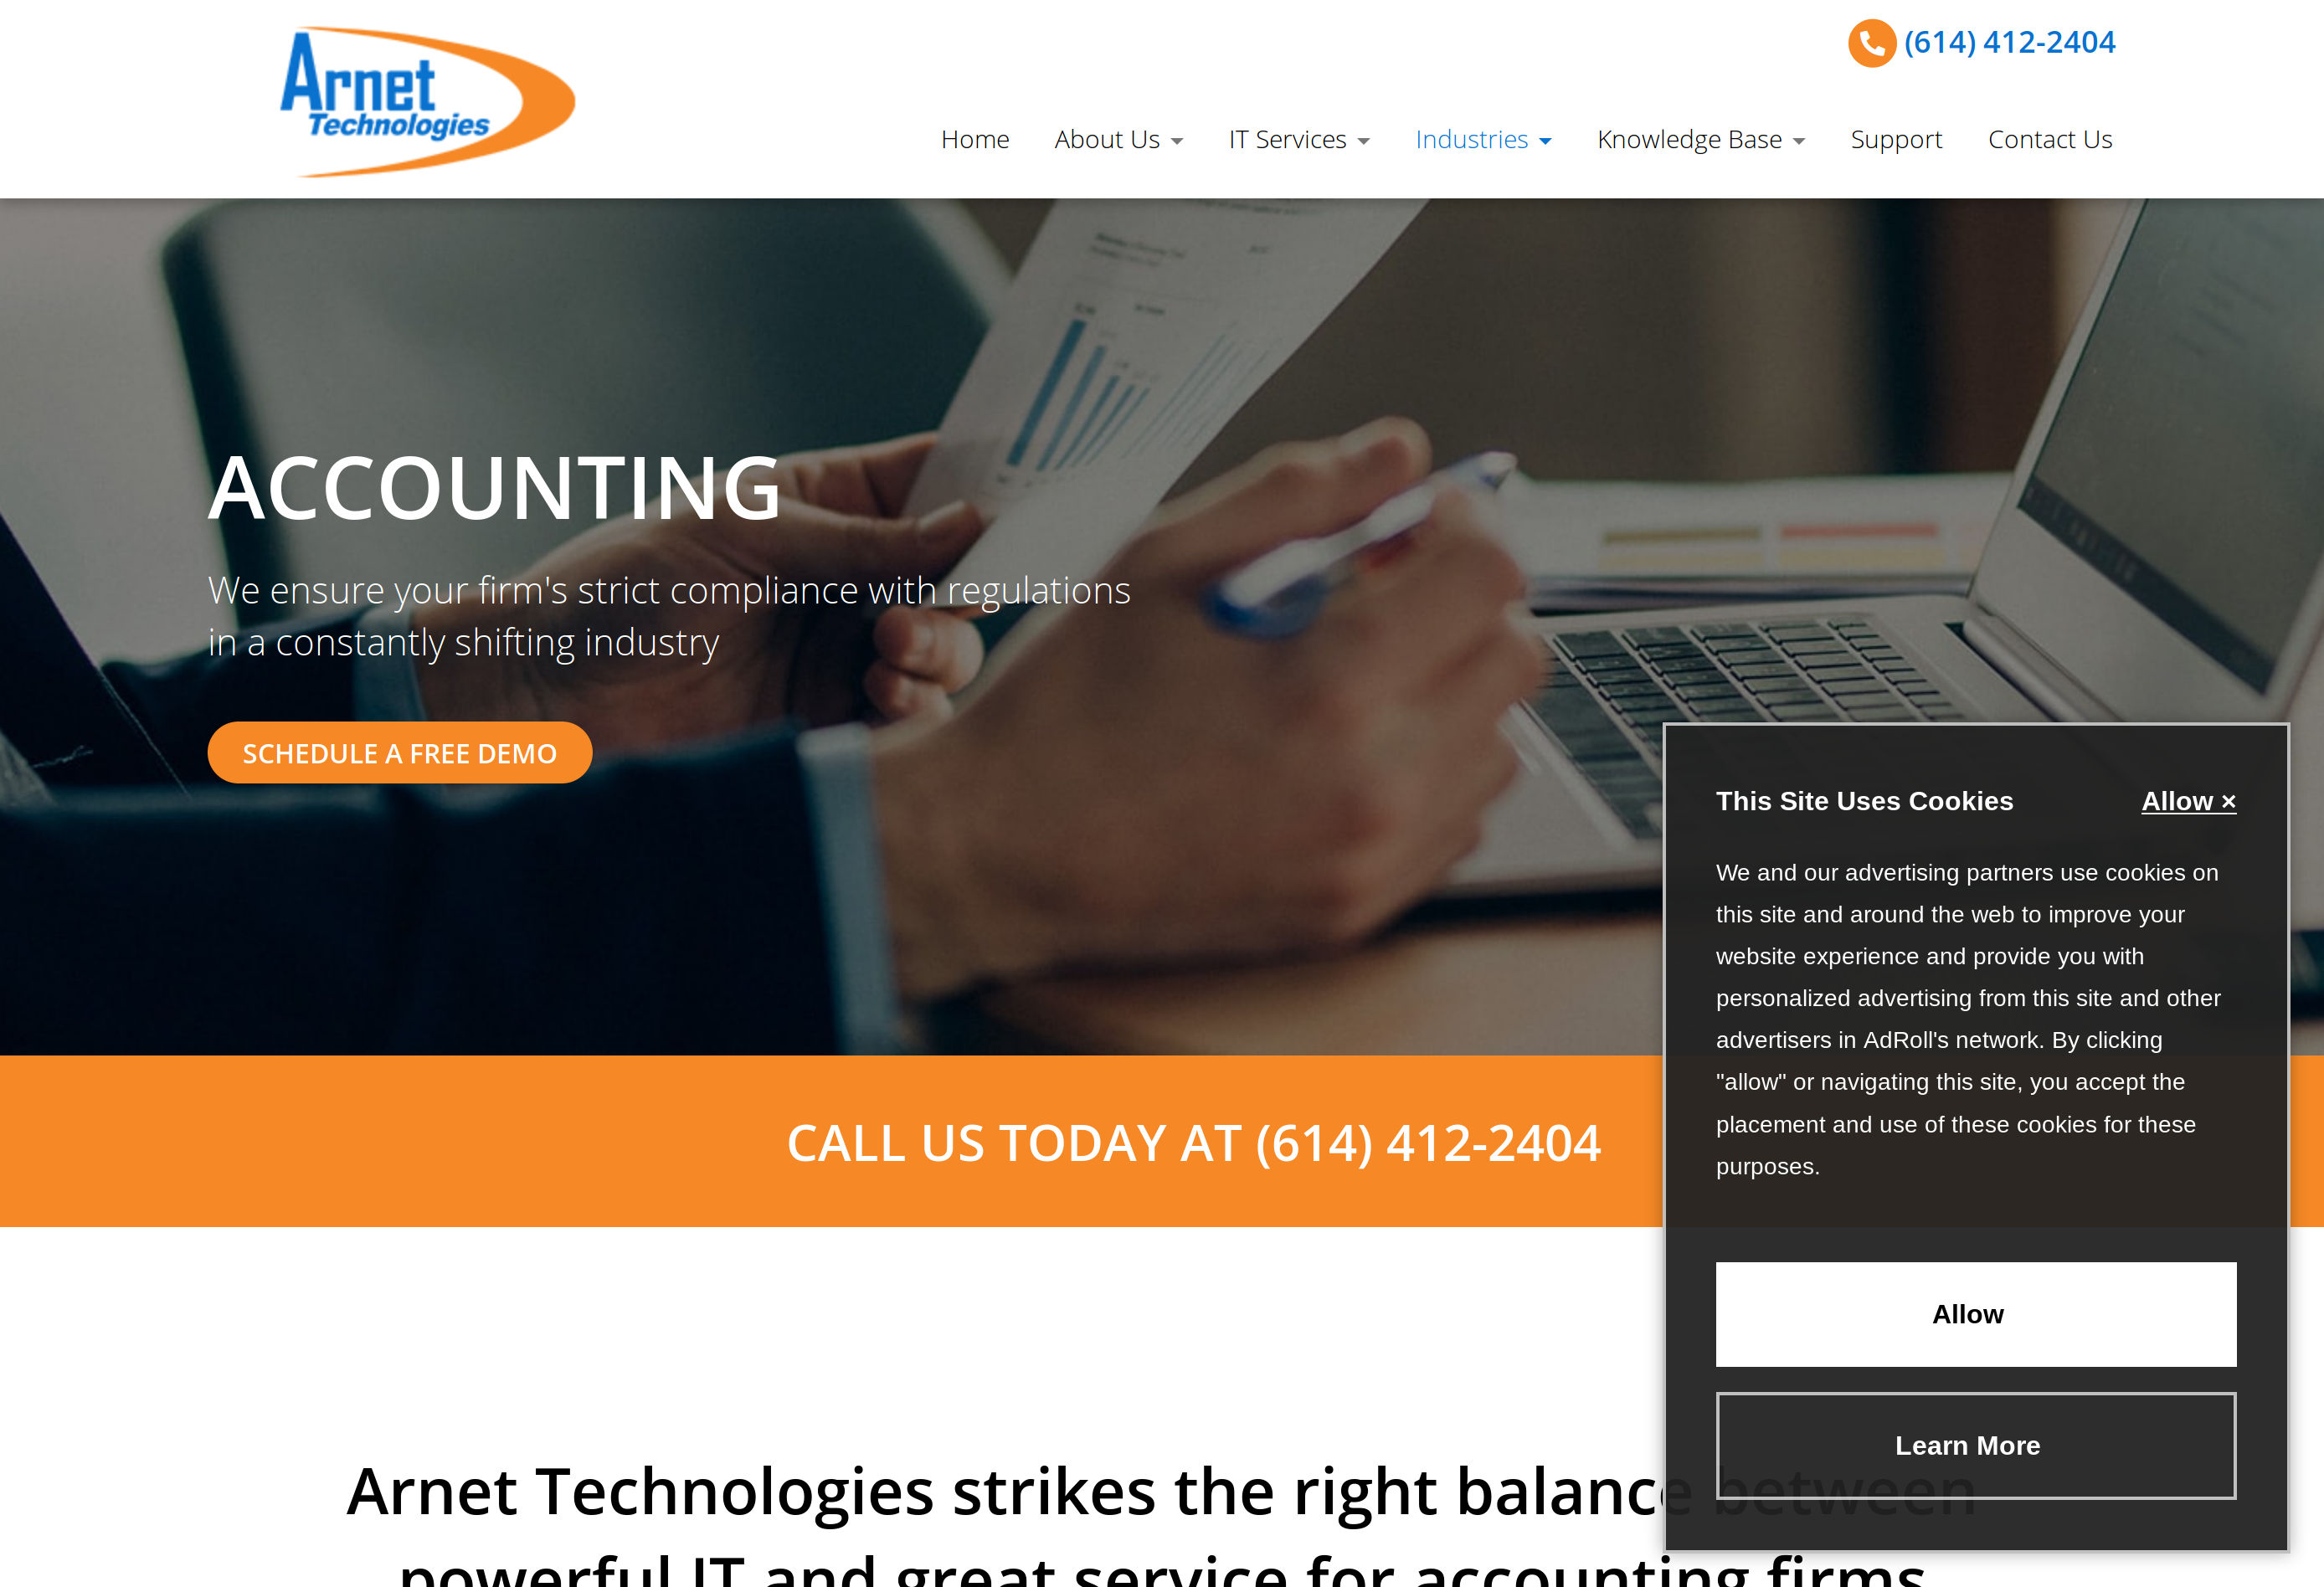 Arnet
Technologies
(614) 412-2404
Home About Us IT Services Industries Knowledge Base Support Contact Us
ACCOUNTING
We ensure your firm's strict compliance with regulations
in a constantly shifting industry
SCHEDULE A FREE DEMO
CALL US TODAY AT (614) 412-2404
This Site Uses Cookies
Allow ×
We and our advertising partners use cookies on
this site and around the web to improve your
website experience and provide you with
personalized advertising from this site and other
advertisers in AdRoll's network. By clicking
"allow" or navigating this site, you accept the
placement and use of these cookies for these
purposes.
Allow
Learn More
Arnet Technologies strikes the right balance between
powerful IT and great service for accounting firms